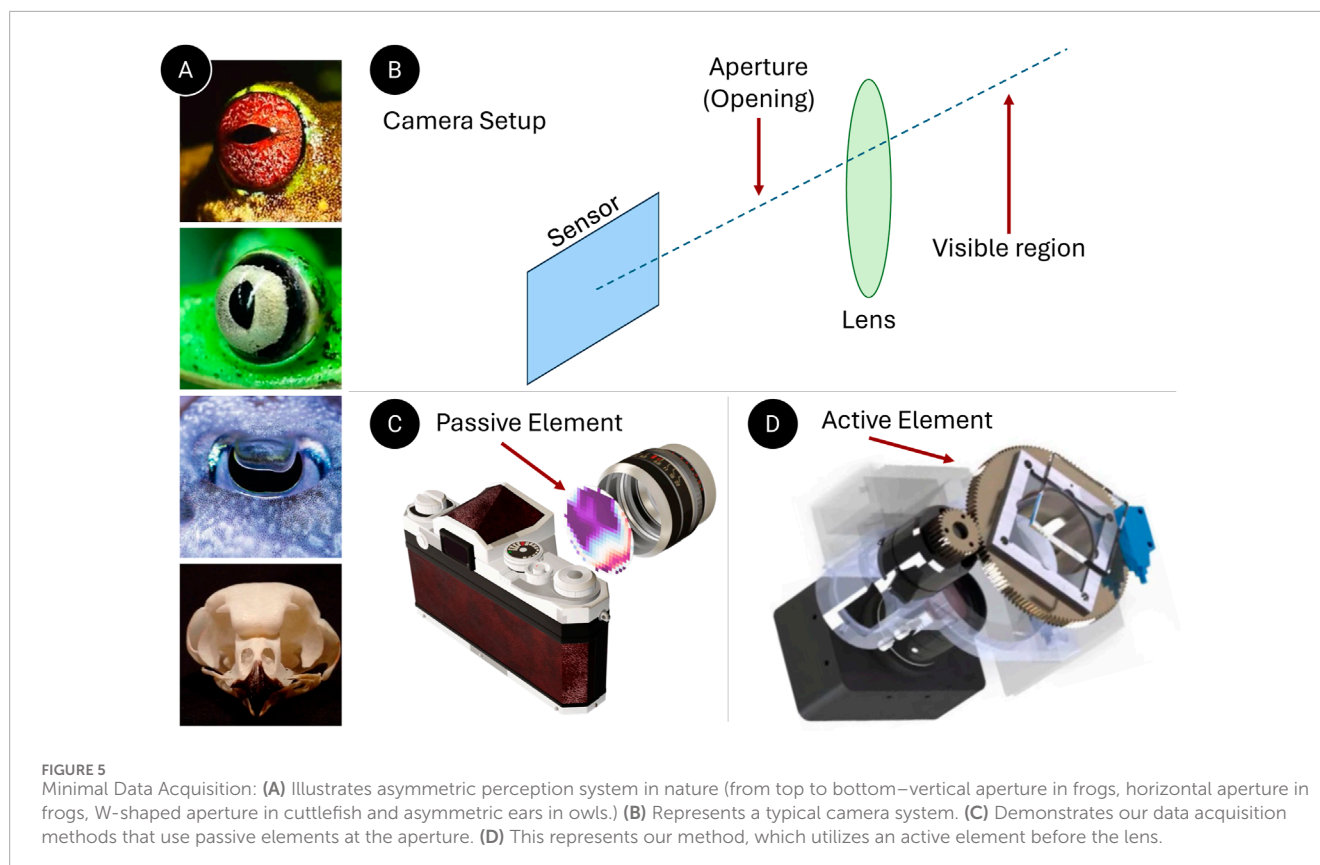 A
B
Camera Setup
Aperture
(Opening)
Sensor
Lens
Visible region
C
Passive Element
D
Active Element
FIGURE 5
Minimal Data Acquisition: (A) Illustrates asymmetric perception system in nature (from top to bottom–vertical aperture in frogs, horizontal aperture in
frogs, W-shaped aperture in cuttlefish and asymmetric ears in owls.) (B) Represents a typical camera system. (C) Demonstrates our data acquisition
methods that use passive elements at the aperture. (D) This represents our method, which utilizes an active element before the lens.